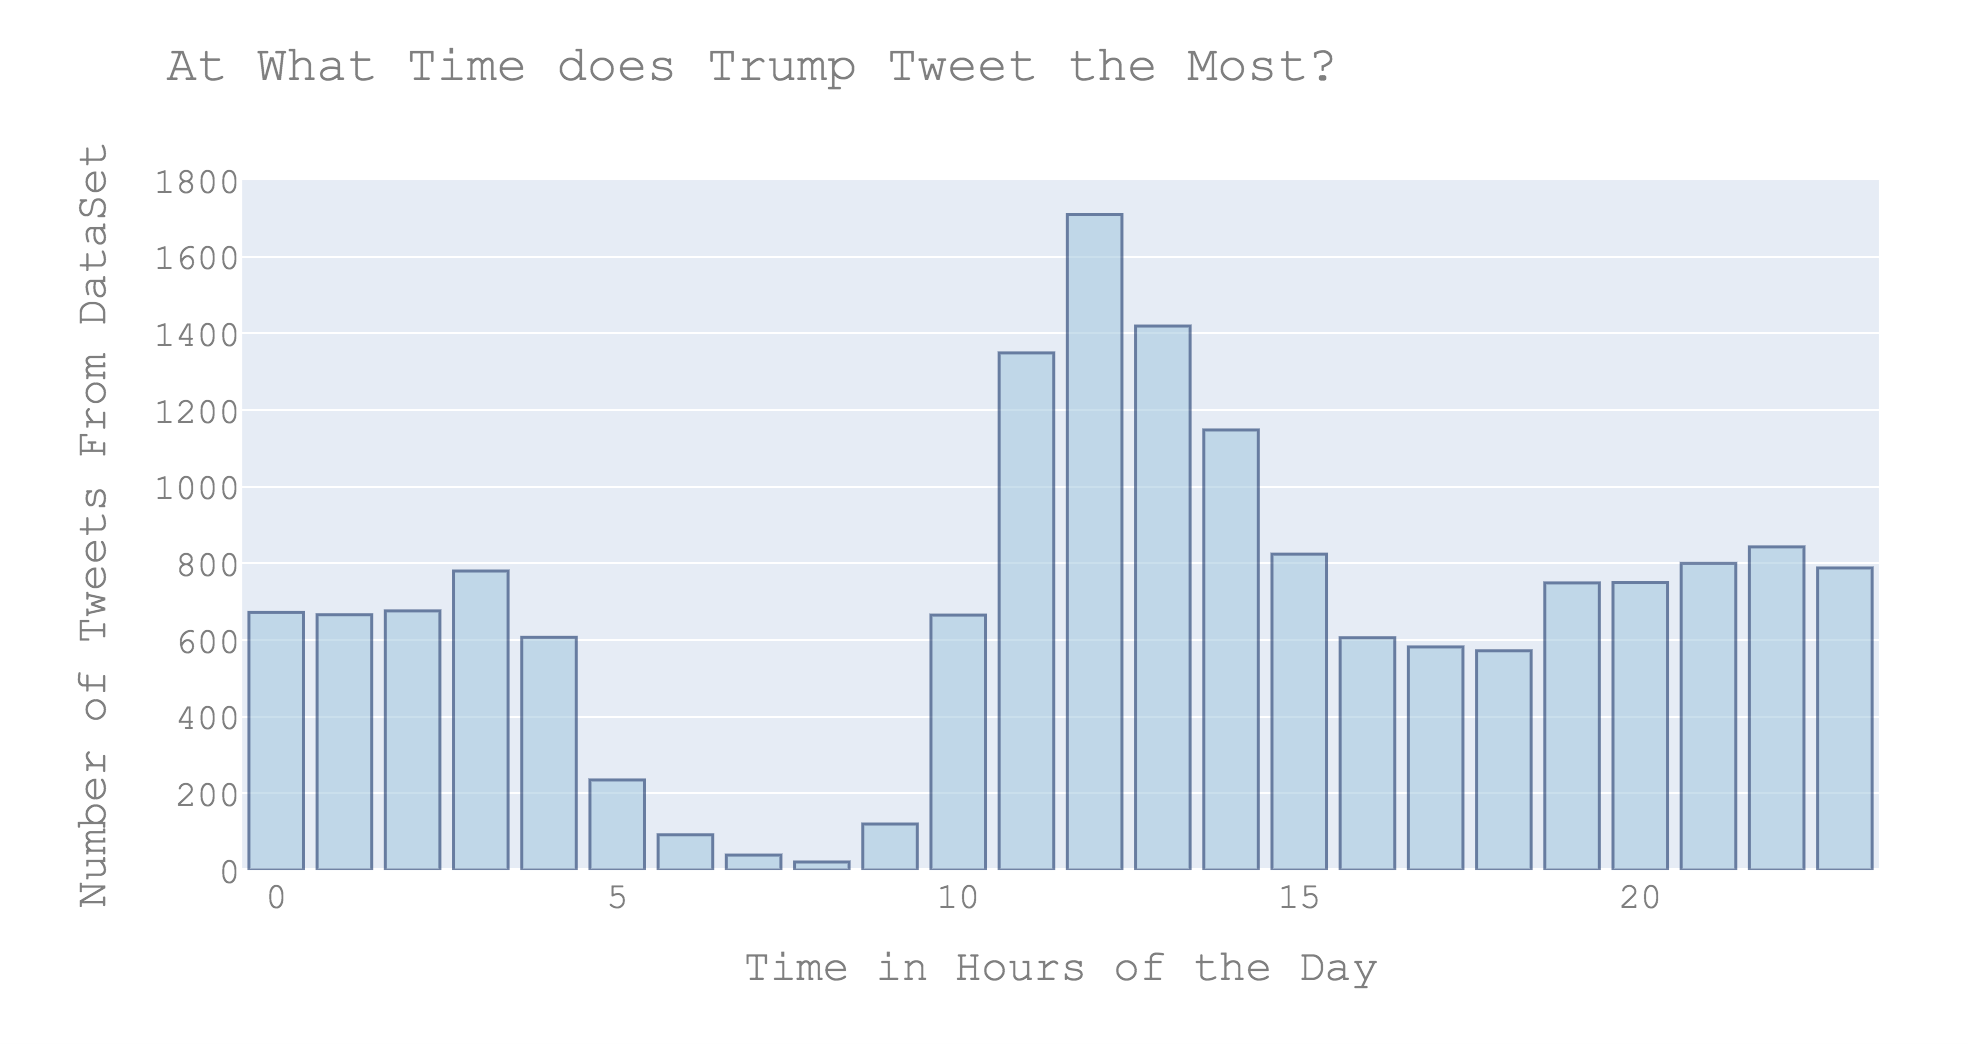 At What Time does Trump Tweet the Most?
Number of Tweets From DataSet
1800
1600
1400
1200
1000
800
600
400
200
0
0 5 10 15 20
Time in Hours of the Day